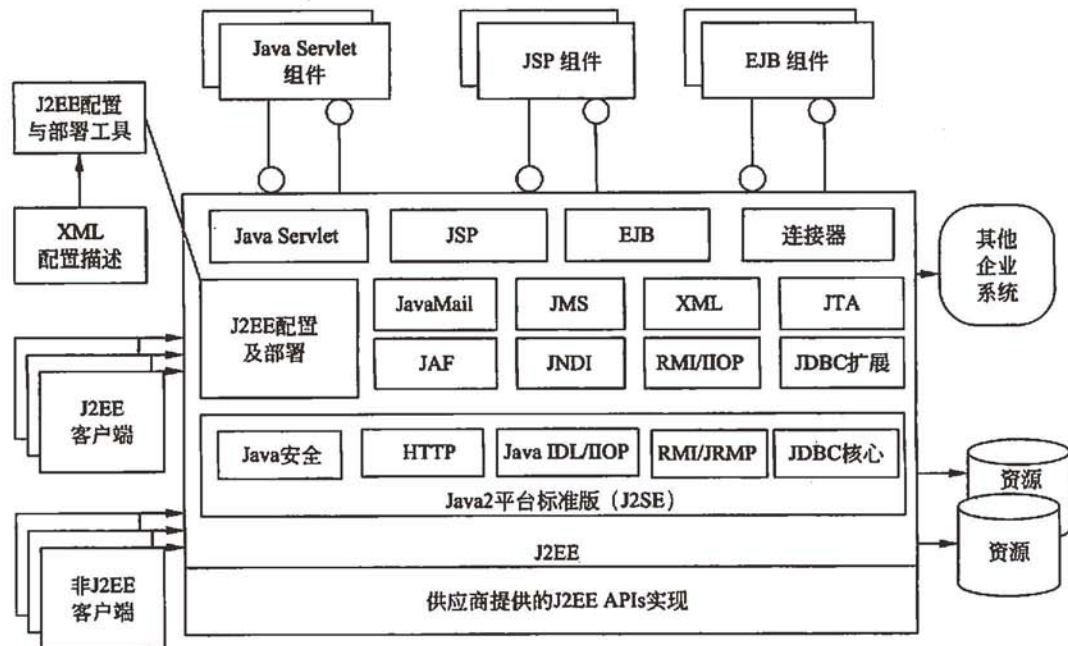 Java Servlet
组件
JSP 组件
EJB 组件
J2EE配置
与部署工具
XML
配置描述
Java Servlet
JSP
EJB
连接器
其他
企业
系统
J2EE配置
及部署
JavaMail
JMS
XML
JTA
JAF
JNDI
RMI/IIOP
JDBC扩展
J2EE
客户端
Java安全
HTTP
Java IDL/IIOP
RMI/JRMP
JDBC核心
Java2平台标准版（J2SE）
资源
资源
J2EE
非J2EE
客户端
供应商提供的J2EE APIs实现